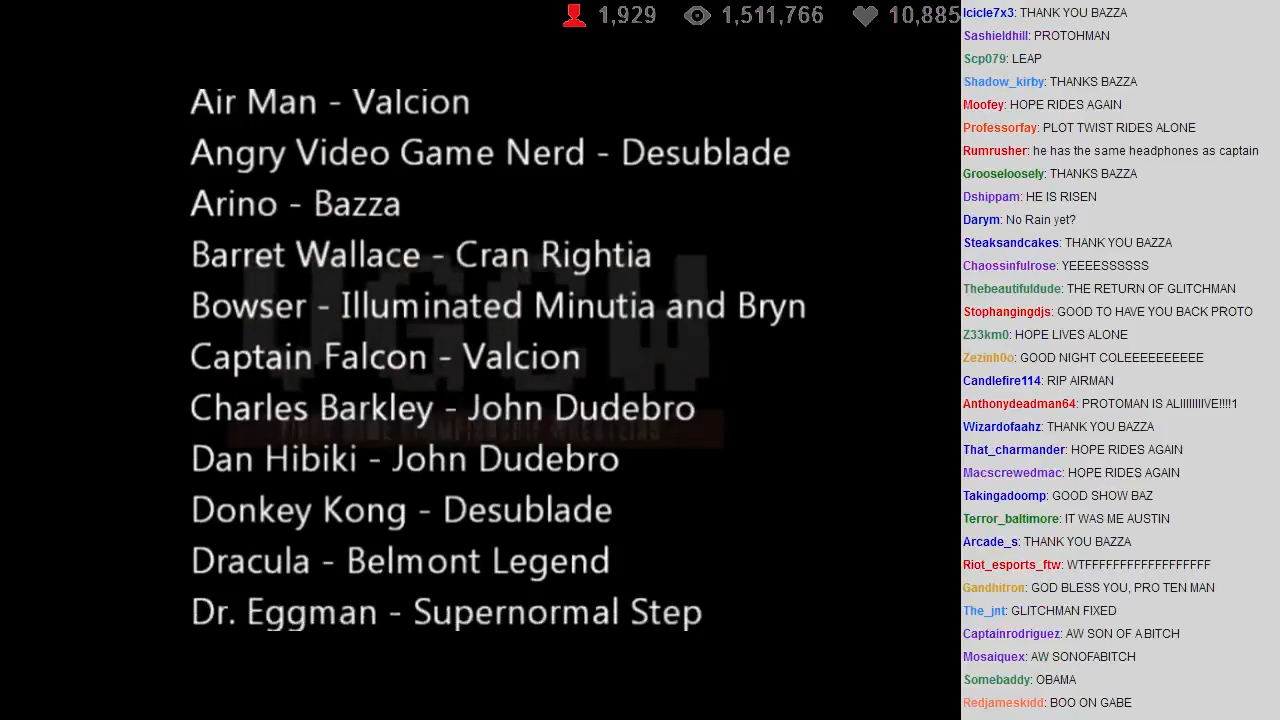 1,929 1,511,766 10,885
Air Man - Valcion
Angry Video Game Nerd - Desublade
Arino - Bazza
Barret Wallace - Cran Rightia
Bowser - Illuminated Minutia and Bryn
Captain Falcon - Valcion
Charles Barkley - John Dudebro
Dan Hibiki - John Dudebro
Donkey Kong - Desublade
Dracula - Belmont Legend
Dr. Eggman - Supernormal Step
VGCW
Icicle7x3: THANK YOU BAZZA
Sashieldhill: PROTOHMAN
Scp079: LEAP
Shadow_kirby: THANKS BAZZA
Moofey: HOPE RIDES AGAIN
Professorfay: PLOT TWIST RIDES ALONE
Rumrusher: he has the same headphones as captain
Grooseloosely: THANKS BAZZA
Dshippam: HE IS RISEN
Darym: No Rain yet?
Steaksandcakes: THANK YOU BAZZA
Chaossinfulrose: YEEEESSSSSS
Thebeautifuldude: THE RETURN OF GLITCHMAN
Stophangingdjs: GOOD TO HAVE YOU BACK PROTO
Z33km0: HOPE LIVES ALONE
Zezinh0o: GOOD NIGHT COLEEEEEEEEEE
Candlefire114: RIP AIRMAN
Anthonydeadman64: PROTOMAN IS ALIIIIIIIVE!!!!1
Wizardofaahz: THANK YOU BAZZA
That_charmander: HOPE RIDES AGAIN
Macscrewedmac: HOPE RIDES AGAIN
Takingadoomp: GOOD SHOW BAZ
Terror_baltimore: IT WAS ME AUSTIN
Arcade_s: THANK YOU BAZZA
Riot_esports_ftw: WTFFFFFFFFFFFFFFFFFF
Gandhitron: GOD BLESS YOU, PRO TEN MAN
The_jnt: GLITCHMAN FIXED
Captainrodriguez: AW SON OF A BITCH
Mosaiquex: AW SONOFABITCH
Somebaddy: OBAMA
Redjameskidd: BOO ON GABE